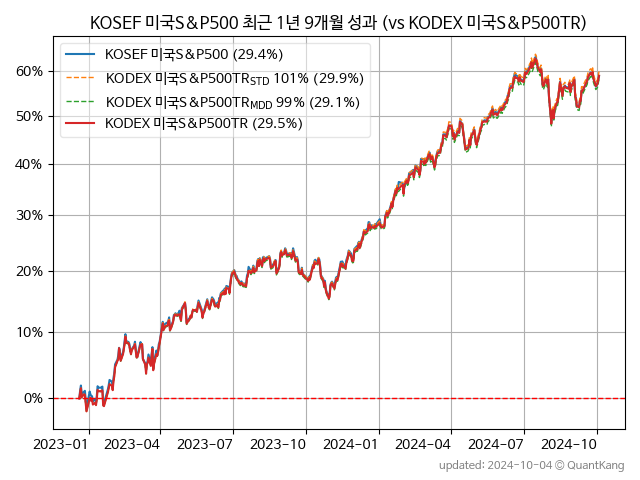 KOSEF 미국S&P500 최근 1년 9개월 성과 (vs KODEX 미국S&P500TR)
KOSEF 미국S&P500 (29.4%)
KODEX 미국S&P500TR_STD 101% (29.9%)
KODEX 미국S&P500TR_MDD 99% (29.1%)
KODEX 미국S&P500TR (29.5%)
60%
50%
40%
30%
20%
10%
0%
2023-01 2023-04 2023-07 2023-10 2024-01 2024-04 2024-07 2024-10
updated: 2024-10-04 © QuantKang